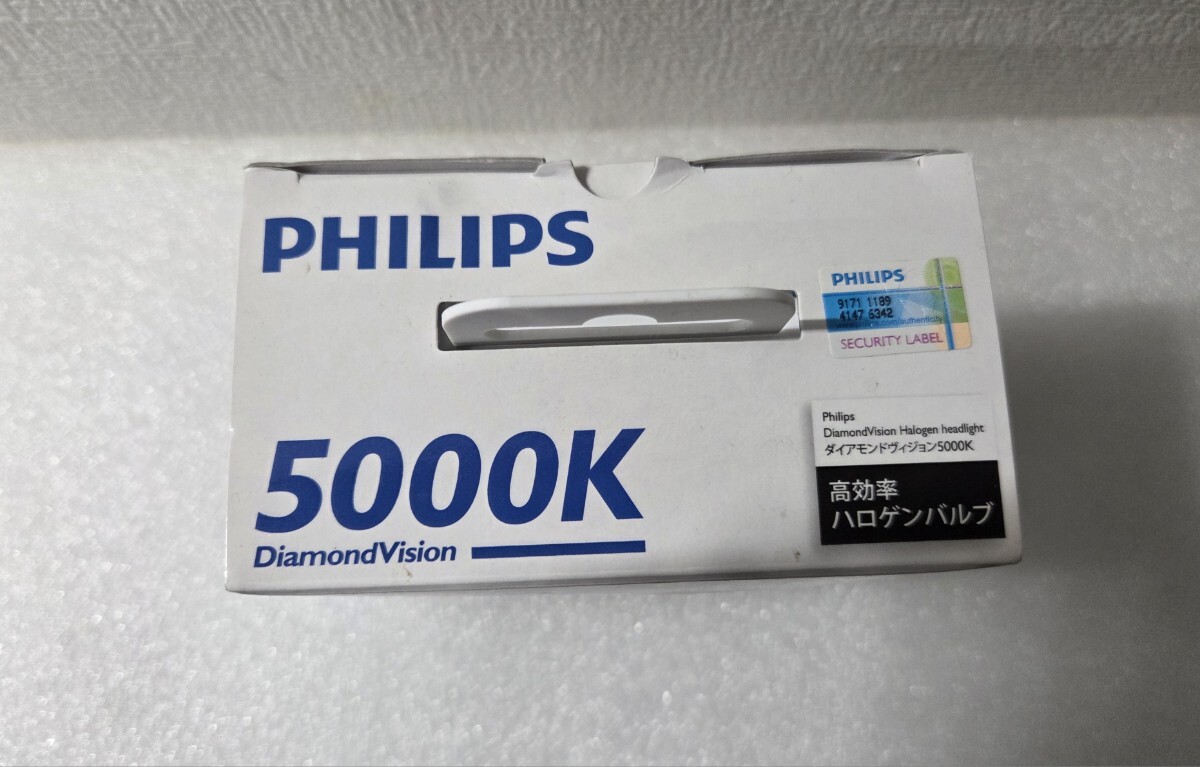 PHILIPS
PHILIPS
9171 1189
4147 6342
.com/authenticity
SECURITY LABEL
Philips
DiamondVision Halogen headlight
ダイアモンドヴィジョン5000K
高効率
ハロゲンバルブ
5000K
DiamondVision